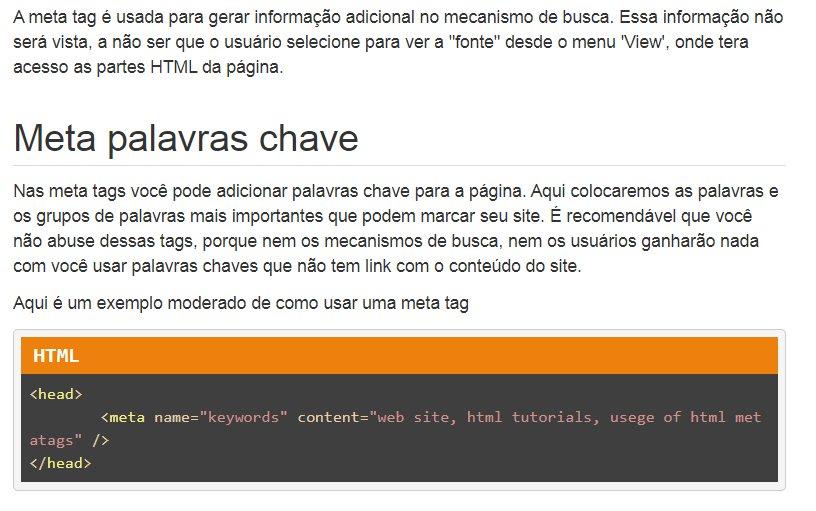 A meta tag é usada para gerar informação adicional no mecanismo de busca. Essa informação não
será vista, a não ser que o usuário selecione para ver a "fonte" desde o menu 'View', onde tera
acesso as partes HTML da página.
Meta palavras chave
Nas meta tags você pode adicionar palavras chave para a página. Aqui colocaremos as palavras e
os grupos de palavras mais importantes que podem marcar seu site. É recomendável que você
não abuse dessas tags, porque nem os mecanismos de busca, nem os usuários ganharão nada
com você usar palavras chaves que não tem link com o conteúdo do site.
Aqui é um exemplo moderado de como usar uma meta tag
HTML
<head>
<meta name="keywords" content="web site, html tutorials, usege of html met
atags" />
</head>